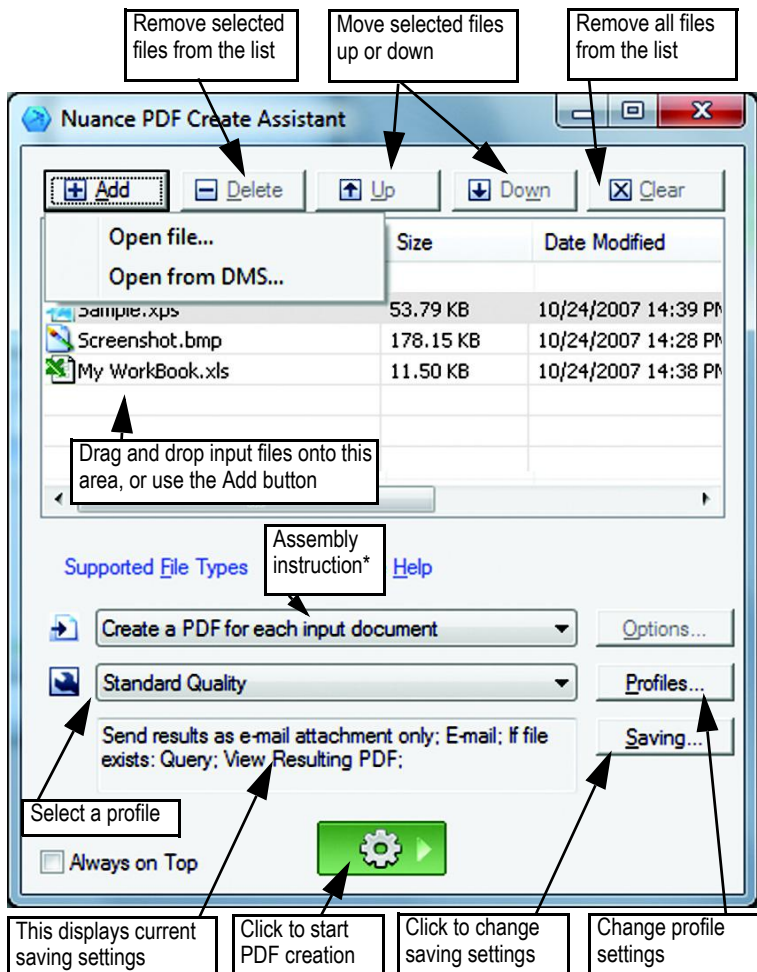 Remove selected
files from the list
Move selected files
up or down
Remove all files
from the list
Nuance PDF Create Assistant
Add
Delete
Up
Down
Clear
Open file...
Open from DMS...
Size
Date Modified
Sample.xps 53.79 KB 10/24/2007 14:39 PM
Screenshot.bmp 178.15 KB 10/24/2007 14:28 PM
My WorkBook.xls 11.50 KB 10/24/2007 14:38 PM
Drag and drop input files onto this
area, or use the Add button
Assembly
instruction*
Supported File Types
Help
Create a PDF for each input document
Options...
Standard Quality
Profiles...
Send results as e-mail attachment only; E-mail; If file
exists: Query; View Resulting PDF;
Saving...
Select a profile
Always on Top
This displays current
saving settings
Click to start
PDF creation
Click to change
saving settings
Change profile
settings